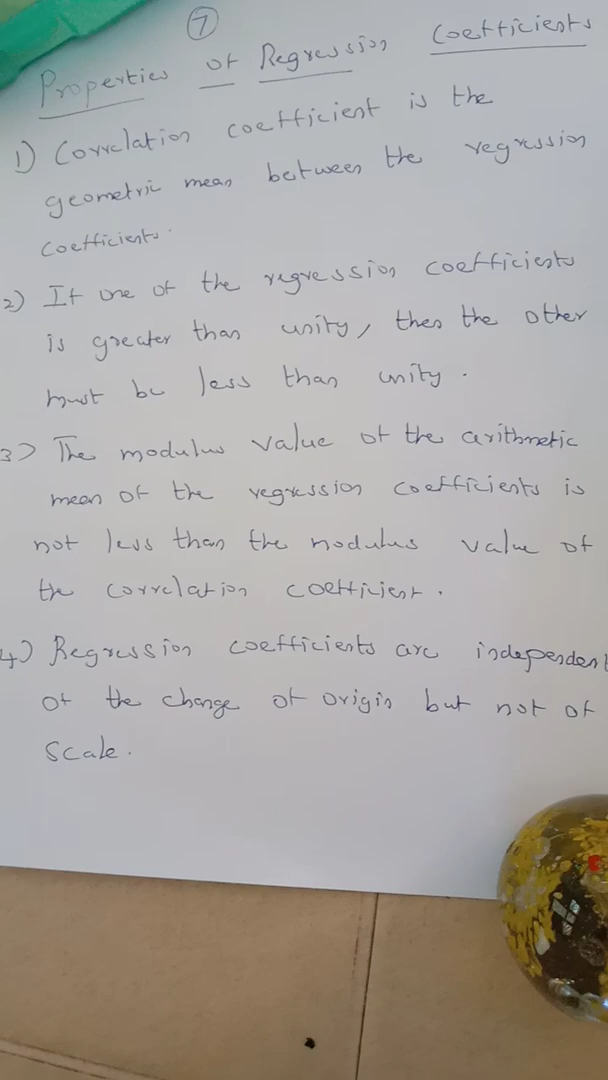 7
Properties of Regression Coefficients
1) Correlation coefficient is the
geometric mean between the regression
coefficients.
2) If one of the regression coefficients
is greater than unity, then the other
must be less than unity.
3) The modulus value of the arithmetic
mean of the regression coefficients is
not less than the modulus value of
the correlation coefficient.
4) Regression coefficients are independent
of the change of origin but not of
scale.